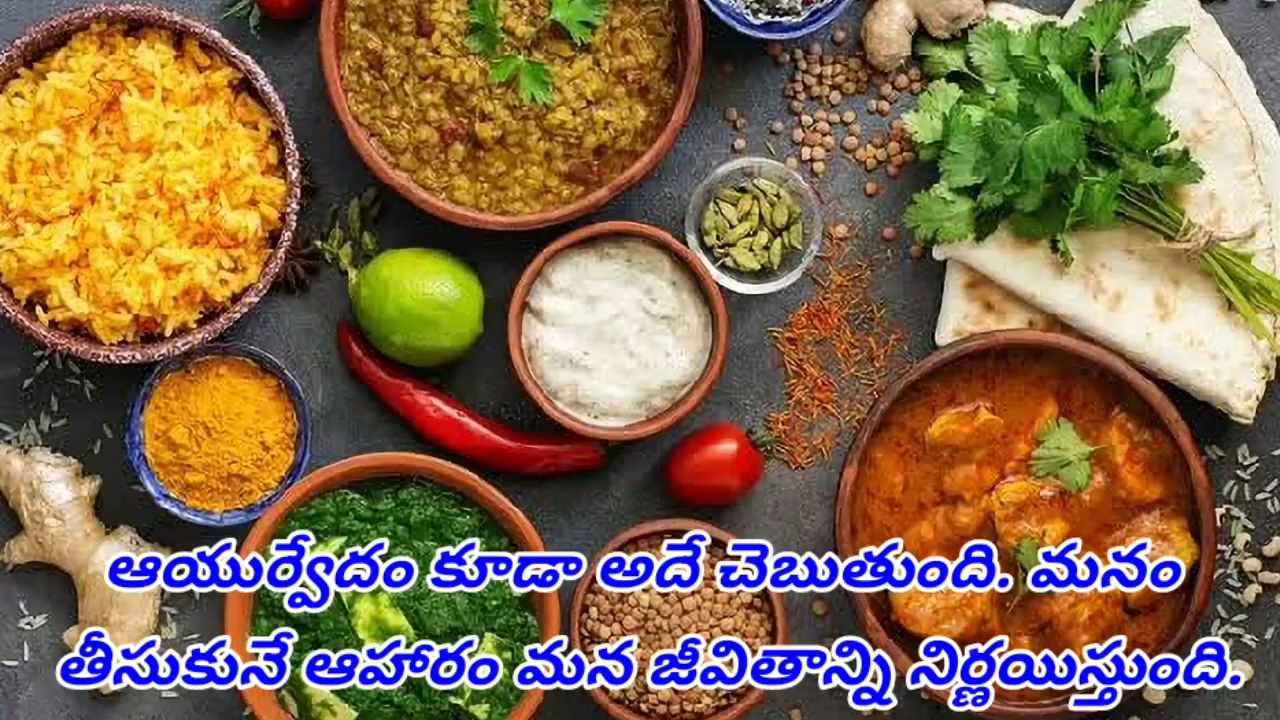 ఆయుర్వేదం కూడా అదే చెబుతుంది. మనం
తీసుకునే ఆహారం మన జీవితాన్ని నిర్ణయిస్తుంది.